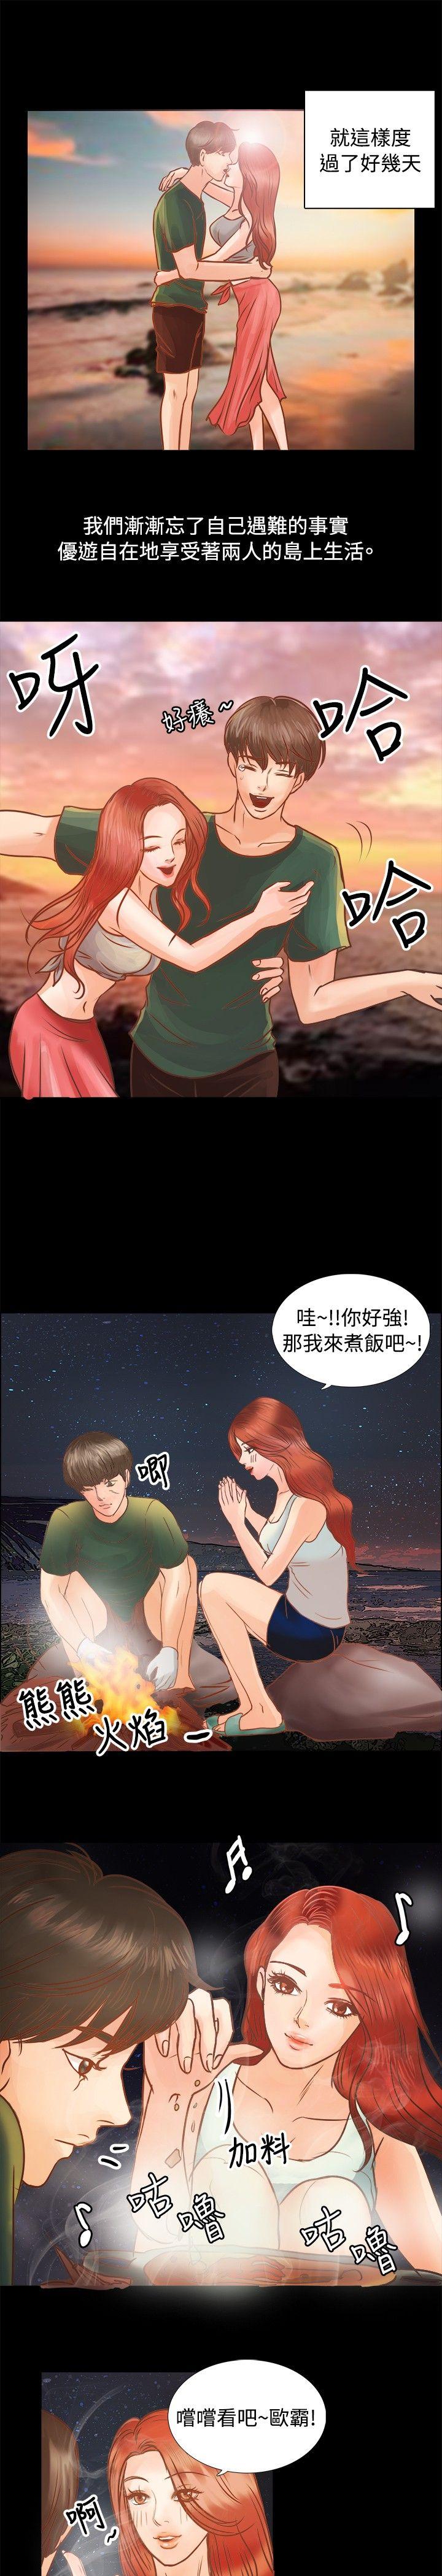 就這樣度
過了好幾天
我們漸漸忘了自己遇難的事實
優遊自在地享受著兩人的島上生活。
呀
好癢~
哈
哈
哇~!!你好強!
那我來煮飯吧~!
唧
熊熊
火焰
加料
咕嚕
咕嚕
嚐嚐看吧~歐霸!
啊~